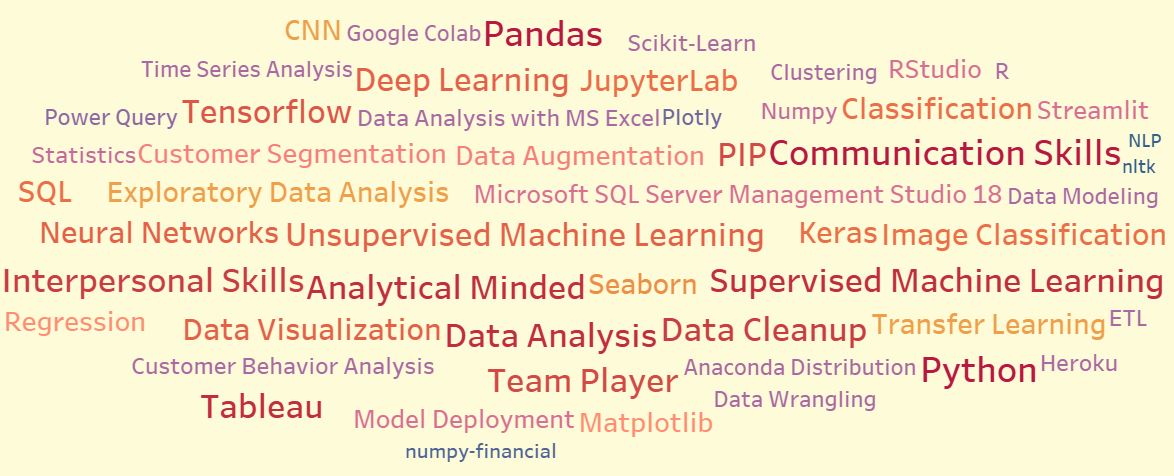 CNN Google Colab Pandas Scikit-Learn
Time Series Analysis Deep Learning JupyterLab Clustering RStudio R
Power Query Tensorflow Data Analysis with MS Excel Plotly Numpy Classification Streamlit
Statistics Customer Segmentation Data Augmentation PIP Communication Skills NLP
nltk
SQL Exploratory Data Analysis Microsoft SQL Server Management Studio 18 Data Modeling
Neural Networks Unsupervised Machine Learning Keras Image Classification
Interpersonal Skills Analytical Minded Seaborn Supervised Machine Learning
Regression Data Visualization Data Analysis Data Cleanup Transfer Learning ETL
Customer Behavior Analysis Team Player Anaconda Distribution Python Heroku
Tableau Model Deployment Matplotlib Data Wrangling
numpy-financial